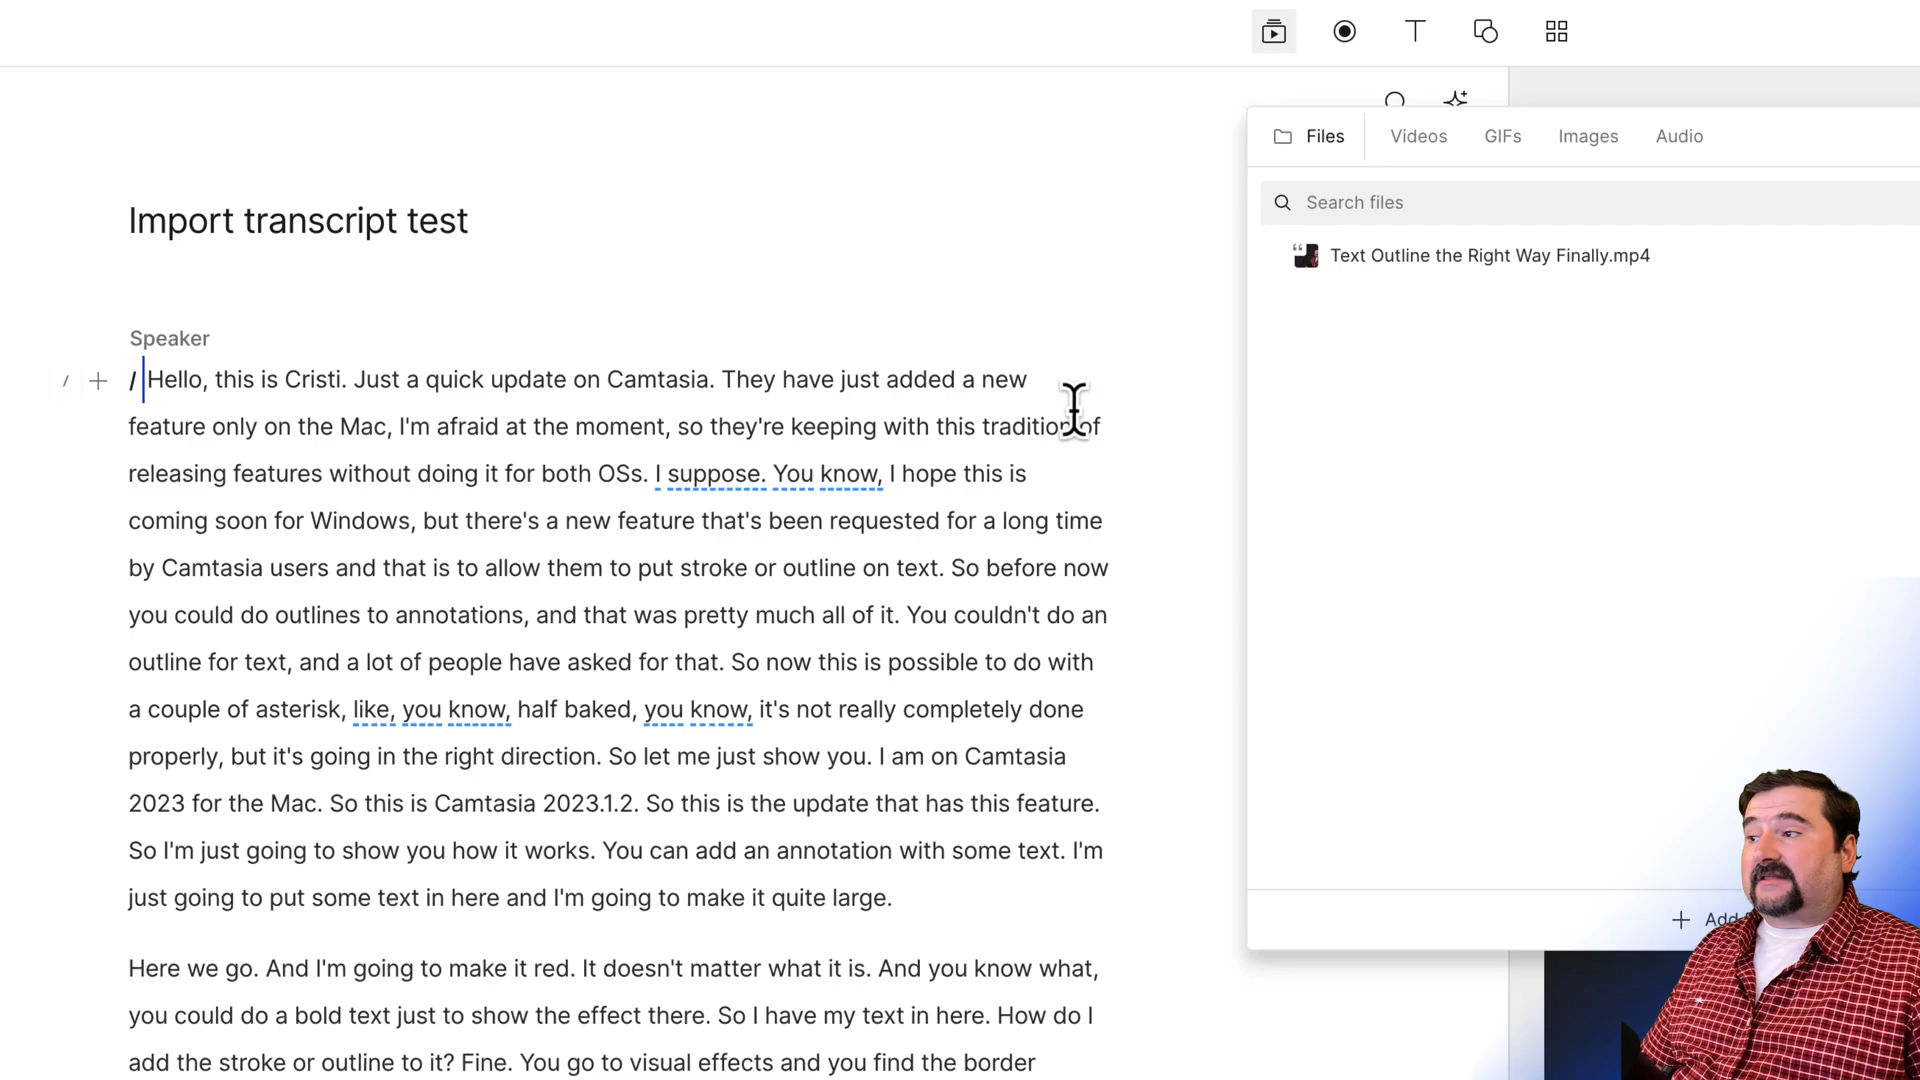 Files
Videos
GIFs
Images
Audio
Search files
Text Outline the Right Way Finally.mp4
Import transcript test
Speaker
/ / Hello, this is Cristi. Just a quick update on Camtasia. They have just added a new
feature only on the Mac, I'm afraid at the moment, so they're keeping with this tradition of
releasing features without doing it for both OSs. I suppose. You know, I hope this is
coming soon for Windows, but there's a new feature that's been requested for a long time
by Camtasia users and that is to allow them to put stroke or outline on text. So before now
you could do outlines to annotations, and that was pretty much all of it. You couldn't do an
outline for text, and a lot of people have asked for that. So now this is possible to do with
a couple of asterisk, like, you know, half baked, you know, it's not really completely done
properly, but it's going in the right direction. So let me just show you. I am on Camtasia
2023 for the Mac. So this is Camtasia 2023.1.2. So this is the update that has this feature.
So I'm just going to show you how it works. You can add an annotation with some text. I'm
just going to put some text in here and I'm going to make it quite large.
Here we go. And I'm going to make it red. It doesn't matter what it is. And you know what,
you could do a bold text just to show the effect there. So I have my text in here. How do I
add the stroke or outline to it? Fine. You go to visual effects and you find the border
Add